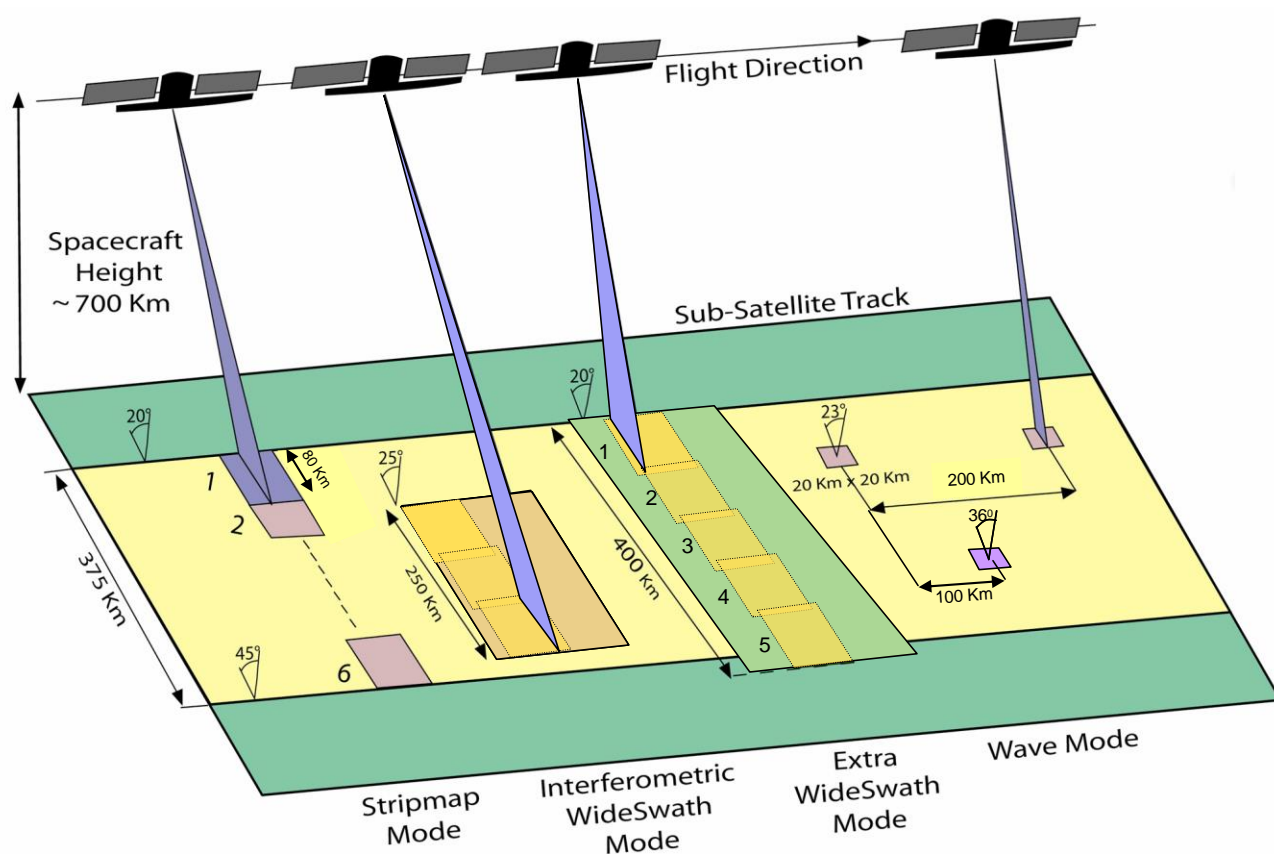 Flight Direction
Spacecraft
Height
~ 700 Km
Sub-Satellite Track
20°
20°
23°
25°
1
80 Km
2
1
2
3
4
5
20 Km x 20 Km
200 Km
36°
100 Km
375 Km
250 Km
400 Km
45°
6
Stripmap
Mode
Interferometric
WideSwath
Mode
Extra
WideSwath
Mode
Wave Mode